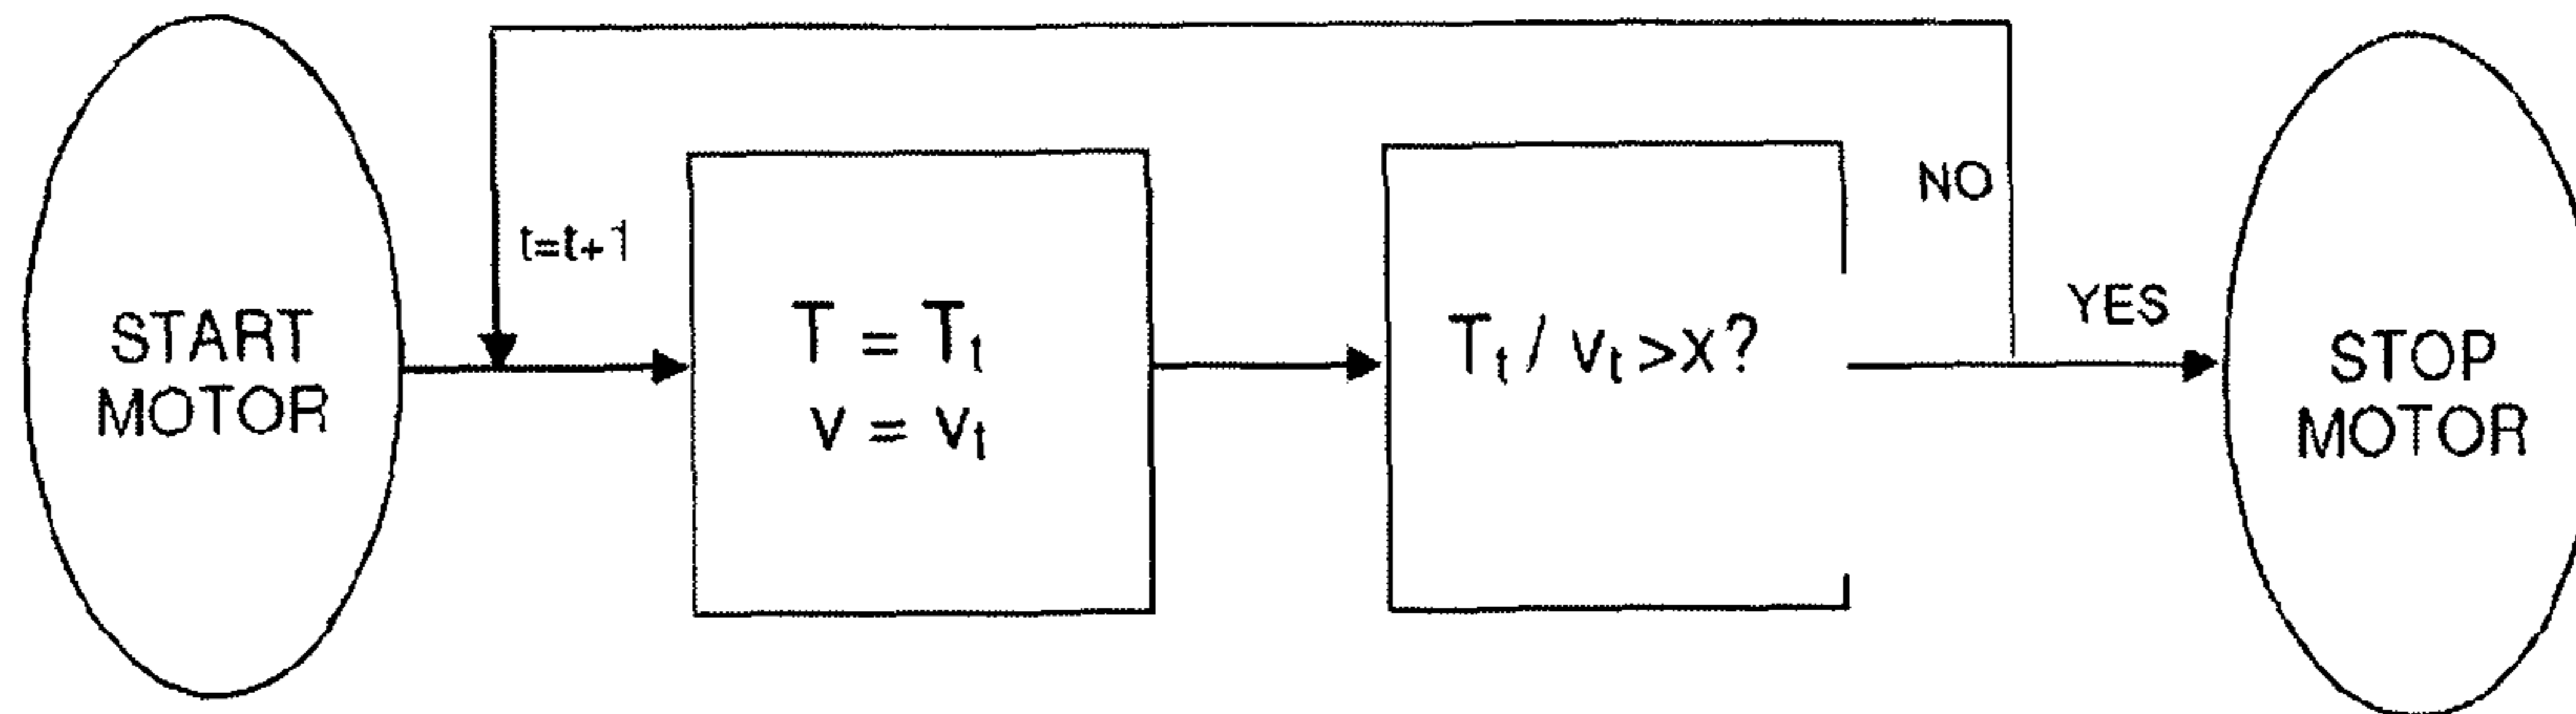 START
MOTOR
t=t+1
T = Tₜ
v = vₜ
Tₜ / vₜ >x?
NO
YES
STOP
MOTOR